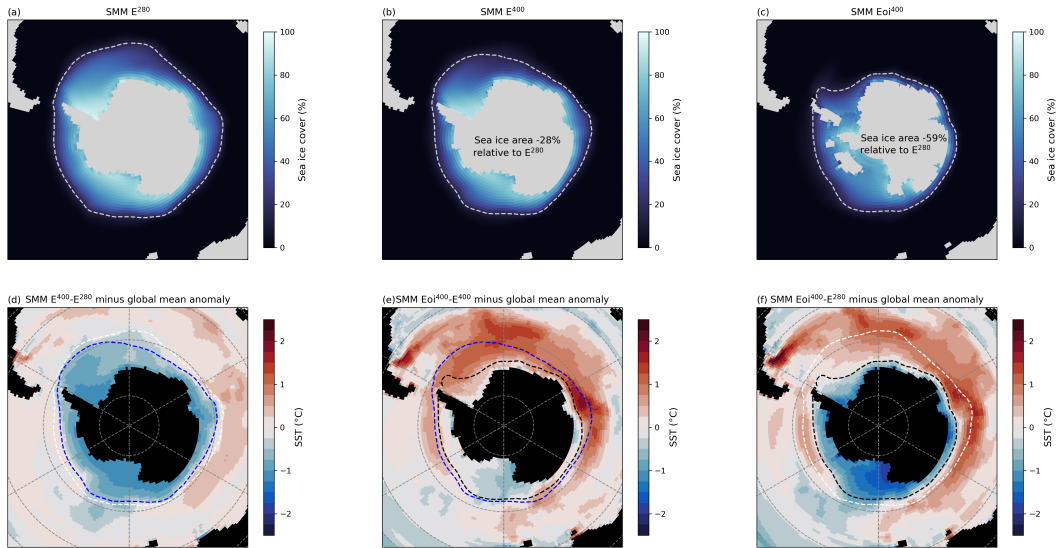 (a) SMM E²⁸⁰
100
80
60
40
20
0
Sea ice cover (%)
(b) SMM E⁴⁰⁰
Sea ice area -28%
relative to E²⁸⁰
100
80
60
40
20
0
Sea ice cover (%)
(c) SMM Eoi⁴⁰⁰
Sea ice area -59%
relative to E²⁸⁰
100
80
60
40
20
0
Sea ice cover (%)
(d) SMM E⁴⁰⁰-E²⁸⁰ minus global mean anomaly
2
1
0
−1
−2
SST (°C)
(e)SMM Eoi⁴⁰⁰-E⁴⁰⁰ minus global mean anomaly
2
1
0
−1
−2
SST (°C)
(f) SMM Eoi⁴⁰⁰-E²⁸⁰ minus global mean anomaly
2
1
0
−1
−2
SST (°C)